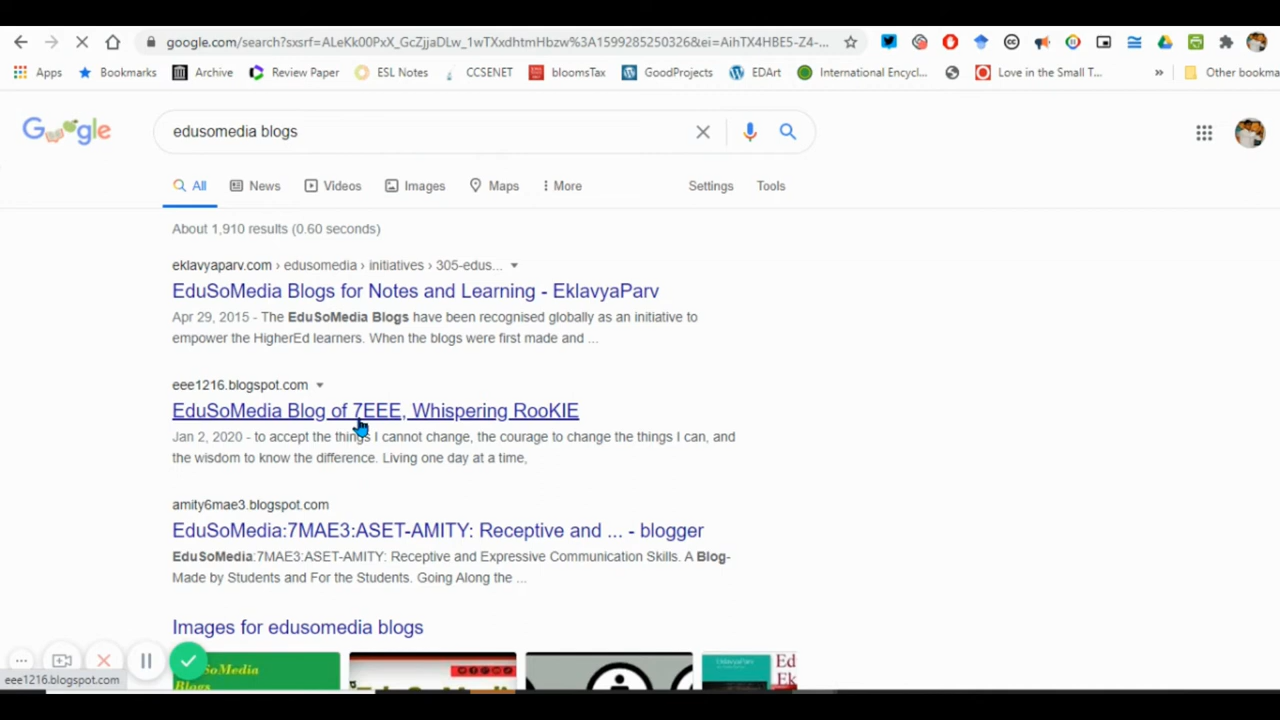 google.com/search?sxsrf=ALeKk00PxX_GcZjjaDLw_1wTXxdhtmHbzw%3A1599285250326&ei=AihTX4HBE5-Z4-...
Apps Bookmarks Archive Review Paper ESL Notes CCSENET bloomsTax GoodProjects EDArt International Encycl... Love in the Small T... » Other bookma
Google edusomedia blogs
All News Videos Images Maps More Settings Tools
About 1,910 results (0.60 seconds)
eklavyaparv.com › edusomedia › initiatives › 305-edus...
EduSoMedia Blogs for Notes and Learning - EklavyaParv
Apr 29, 2015 - The EduSoMedia Blogs have been recognised globally as an initiative to
empower the HigherEd learners. When the blogs were first made and ...
eee1216.blogspot.com
EduSoMedia Blog of 7EEE, Whispering RooKIE
Jan 2, 2020 - to accept the things I cannot change, the courage to change the things I can, and
the wisdom to know the difference. Living one day at a time,
amity6mae3.blogspot.com
EduSoMedia:7MAE3:ASET-AMITY: Receptive and ... - blogger
EduSoMedia:7MAE3:ASET-AMITY: Receptive and Expressive Communication Skills. A Blog-
Made by Students and For the Students. Going Along the ...
Images for edusomedia blogs
eee1216.blogspot.com
EklavyaParv
Ed
Ek